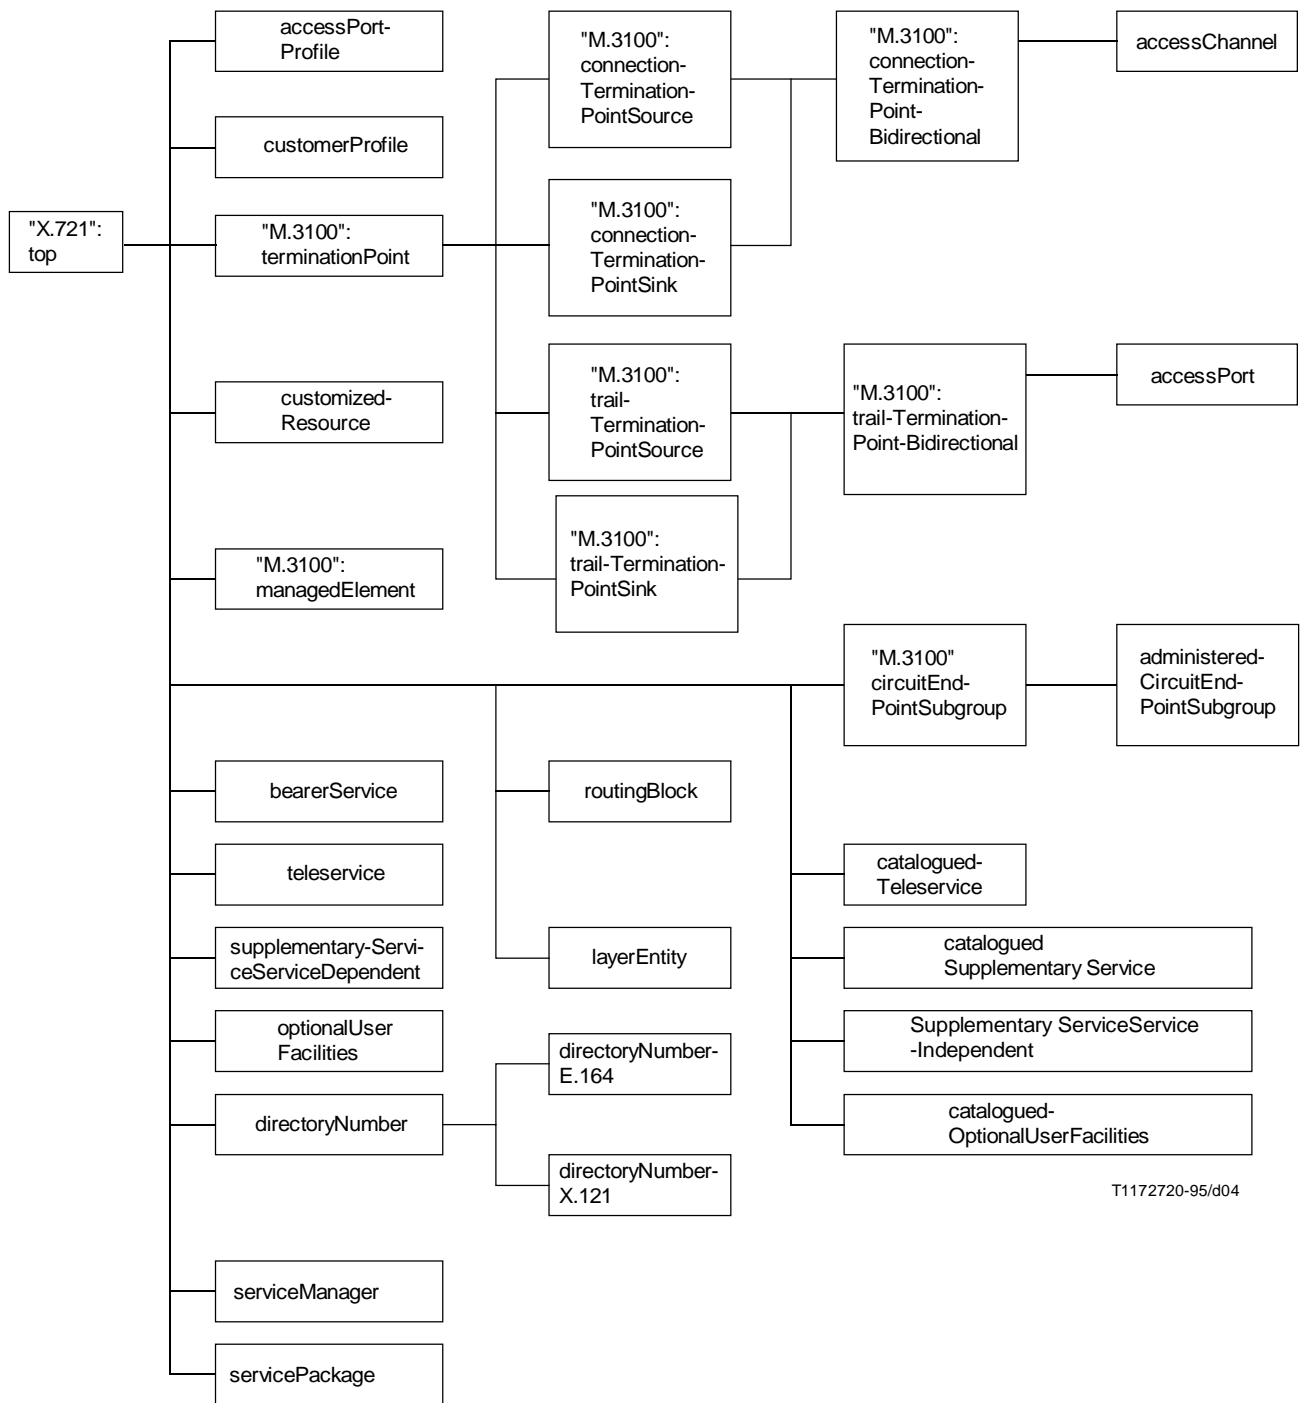 accessPort-
Profile
"M.3100":
connection-
Termination-
PointSource
"M.3100":
connection-
Termination-
Point-
Bidirectional
accessChannel
customerProfile
"X.721":
top
"M.3100":
terminationPoint
"M.3100":
connection-
Termination-
PointSink
customized-
Resource
"M.3100":
trail-
Termination-
PointSource
"M.3100":
trail-Termination-
Point-Bidirectional
accessPort
"M.3100":
managedElement
"M.3100":
trail-Termination-
PointSink
"M.3100"
circuitEnd-
PointSubgroup
administered-
CircuitEnd-
PointSubgroup
bearerService
routingBlock
teleservice
catalogued-
Teleservice
supplementary-Servi-
ceServiceDependent
layerEntity
catalogued
Supplementary Service
optionalUser
Facilities
Supplementary ServiceService
-Independent
directoryNumber
directoryNumber-
E.164
directoryNumber-
X.121
catalogued-
OptionalUserFacilities
T1172720-95/d04
serviceManager
servicePackage